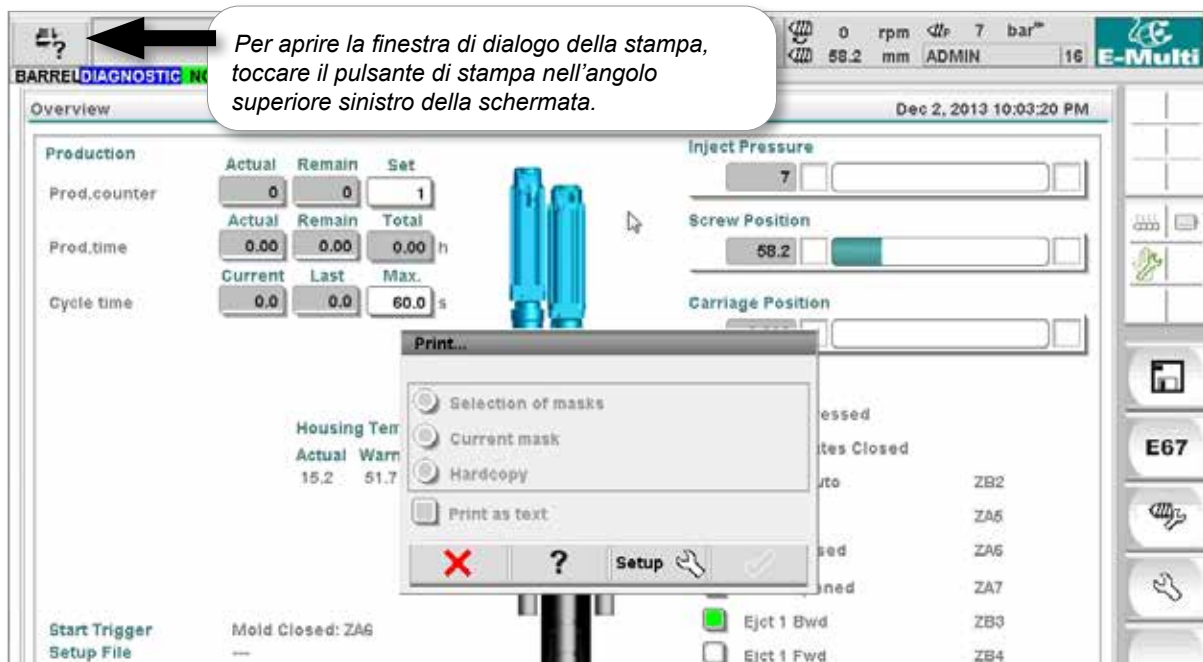 ?
Per aprire la finestra di dialogo della stampa,
toccare il pulsante di stampa nell'angolo
superiore sinistro della schermata.
0 rpm 7 bar
58.2 mm ADMIN 16
E-Multi
BARREL DIAGNOSTIC
Overview Dec 2, 2013 10:03:20 PM
Production
Actual Remain Set
Prod.counter 0 0 1
Actual Remain Total
Prod.time 0.00 0.00 0.00 h
Current Last Max.
Cycle time 0.0 0.0 60.0 s
Inject Pressure
7
Screw Position
58.2
Carriage Position
Print...
Selection of masks
Current mask
Hardcopy
Print as text
? Setup
Housing
Actual
15.2 51.7
Closed
ZB2
ZA5
ZA6
ZA7
Ejct 1 Bwd ZB3
Ejct 1 Fwd ZB4
Start Trigger Mold Closed: ZA6
Setup File ---
E67